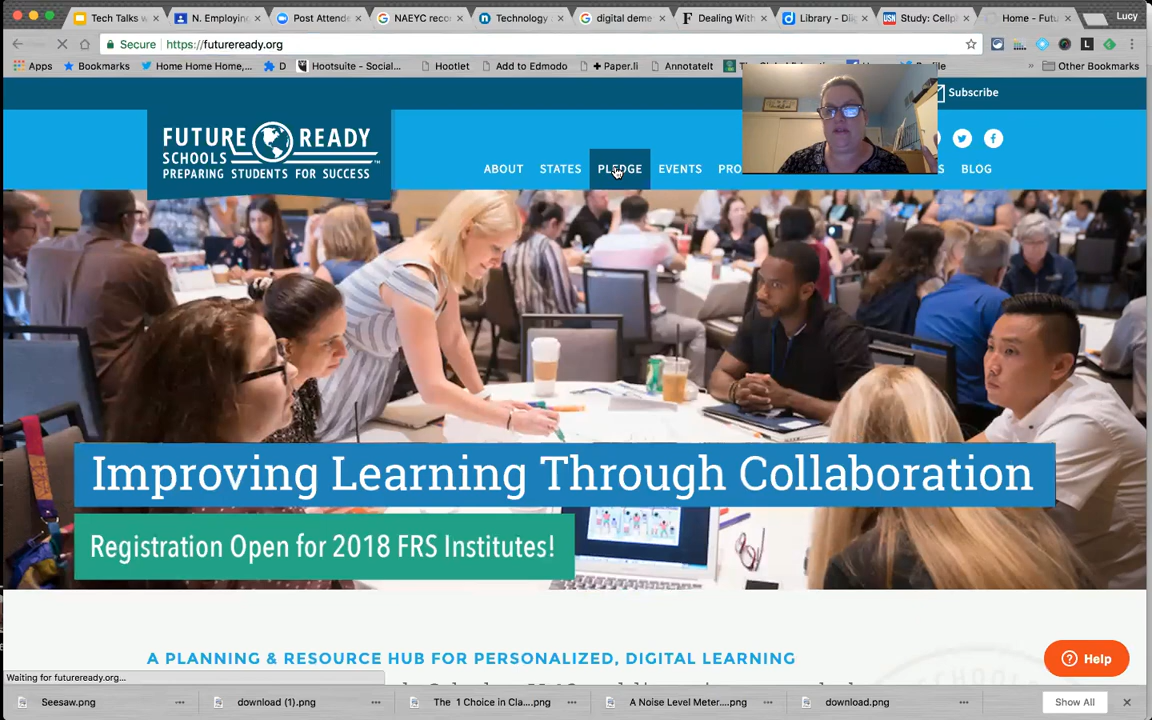 Tech Talks w
N. Employin
Post Attende
NAEYC reco
Technology
digital deme
Dealing With
Library - Di
Study: Cellp
Home - Futu
Lucy
Secure
https://futureready.org
Apps
Bookmarks
Home Home Home,...
D
Hootsuite - Social...
Hootlet
Add to Edmodo
+ Paper.li
AnnotateIt
Other Bookmarks
Subscribe
FUTURE READY
SCHOOLS
PREPARING STUDENTS FOR SUCCESS
ABOUT
STATES
PLEDGE
EVENTS
PRO
S
BLOG
Improving Learning Through Collaboration
Registration Open for 2018 FRS Institutes!
A PLANNING & RESOURCE HUB FOR PERSONALIZED, DIGITAL LEARNING
Help
Waiting for futureready.org...
Seesaw.png
download (1).png
The 1 Choice in Cla....png
A Noise Level Meter....png
download.png
Show All